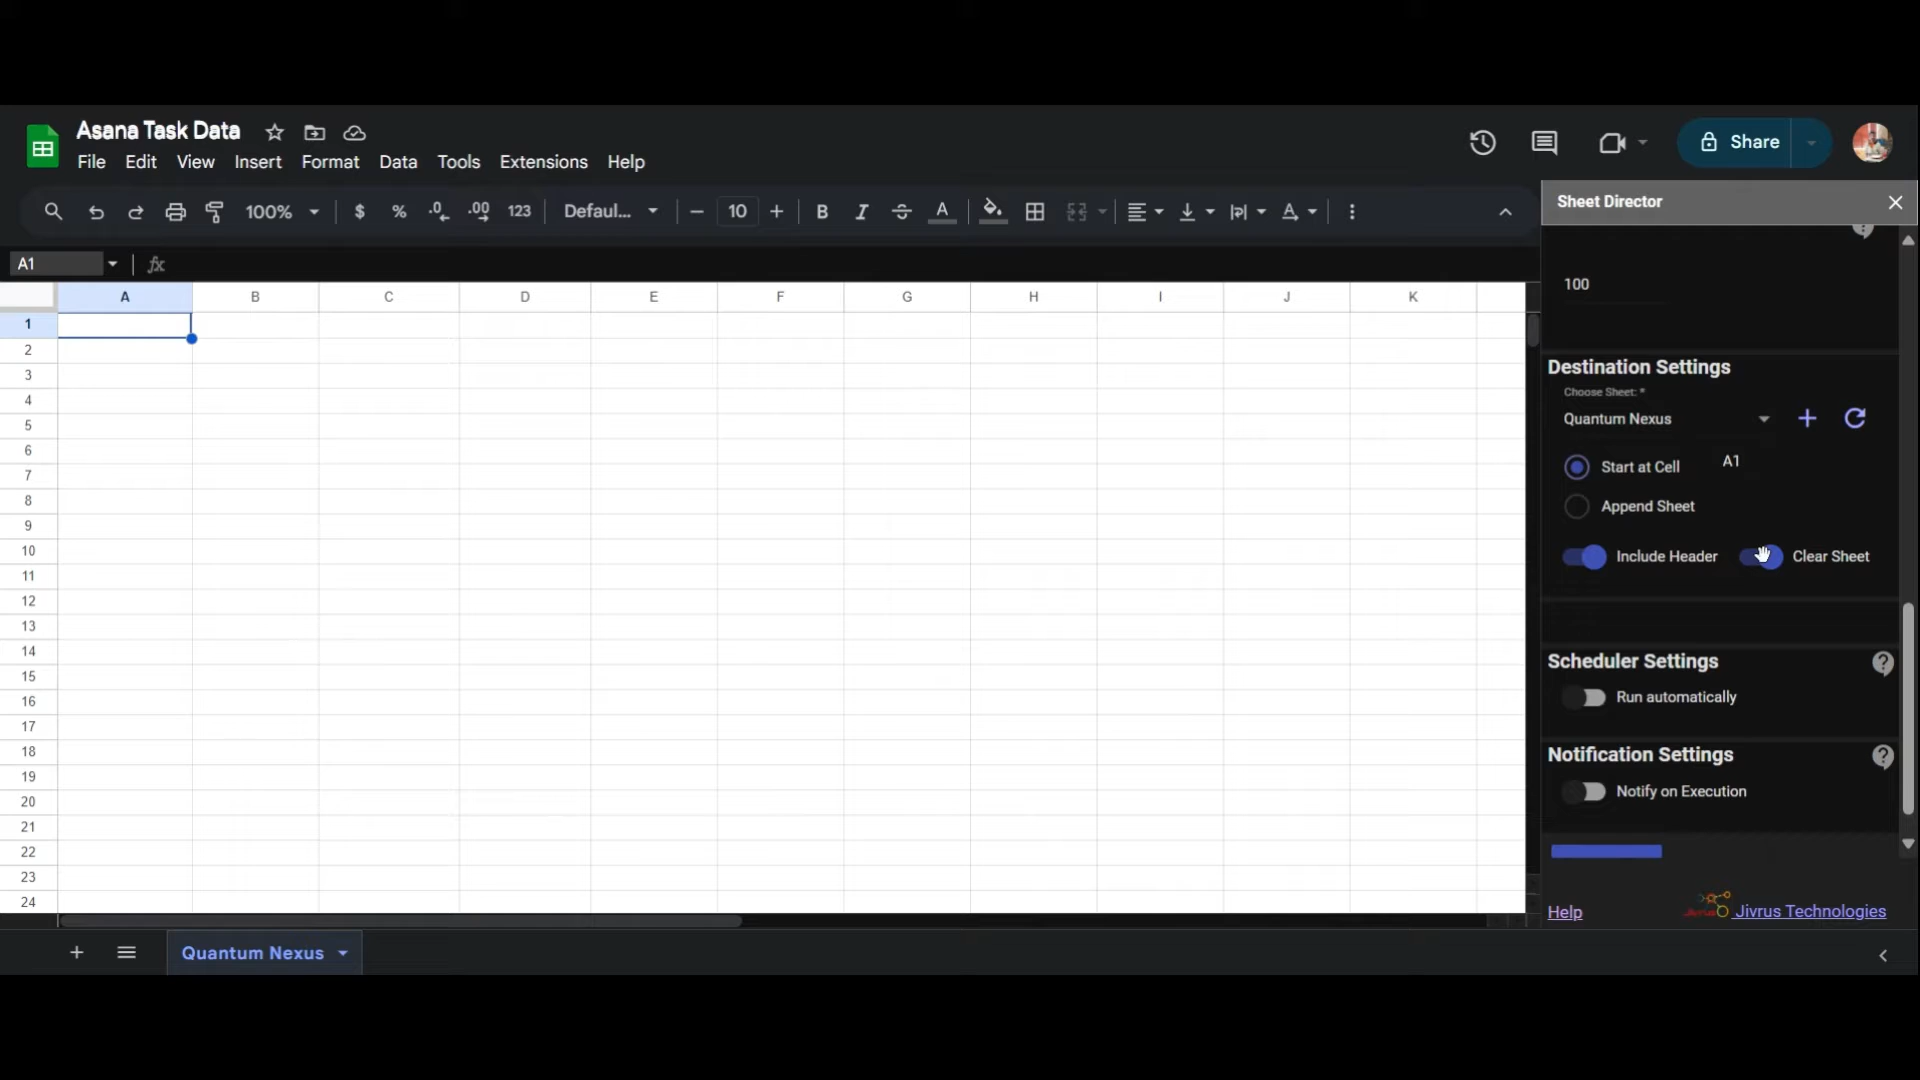 Asana Task Data
File Edit View Insert Format Data Tools Extensions Help
Share
100% $ % .0 .00 123 Defaul... 10 B I A A
A1 fx
A B C D E F G H I J K
1
2
3
4
5
6
7
8
9
10
11
12
13
14
15
16
17
18
19
20
21
22
23
24
Quantum Nexus
Sheet Director
100
Destination Settings
Choose Sheet: *
Quantum Nexus
Start at Cell A1
Append Sheet
Include Header Clear Sheet
Scheduler Settings
Run automatically
Notification Settings
Notify on Execution
Help Jivrus Jivrus Technologies